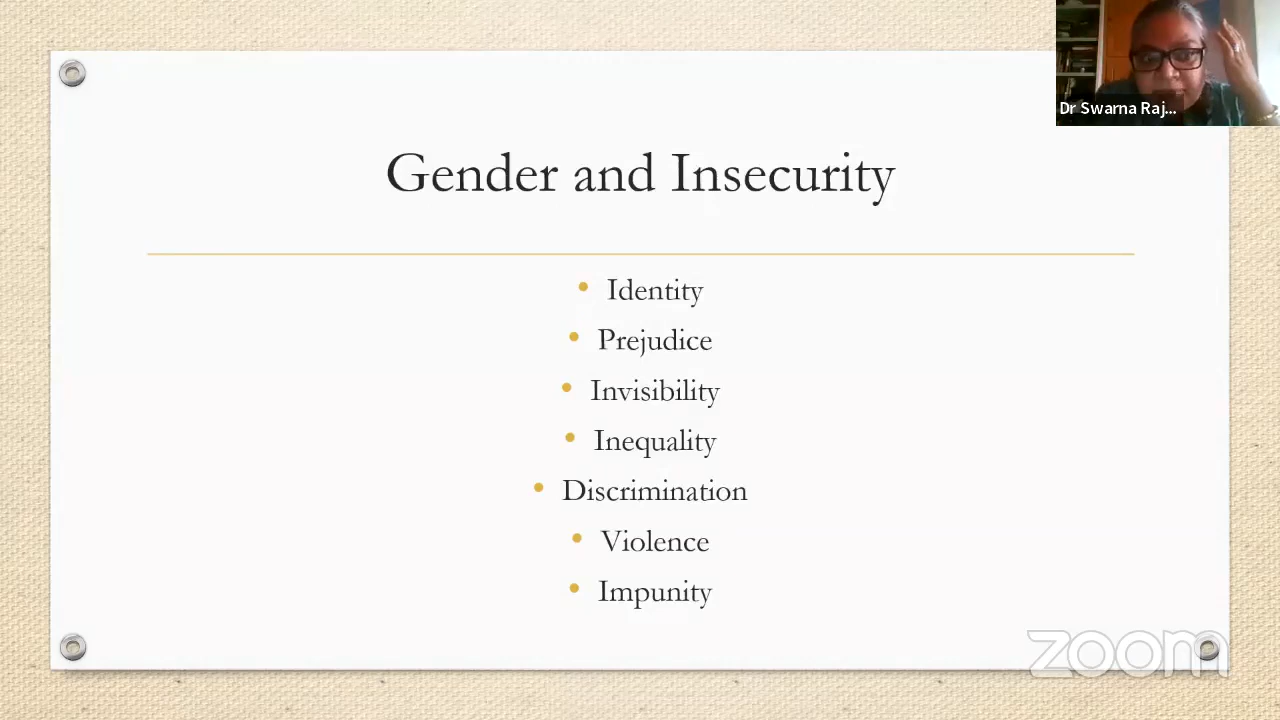 Dr Swarna Raj...
Gender and Insecurity
• Identity
• Prejudice
• Invisibility
• Inequality
• Discrimination
• Violence
• Impunity
zoom